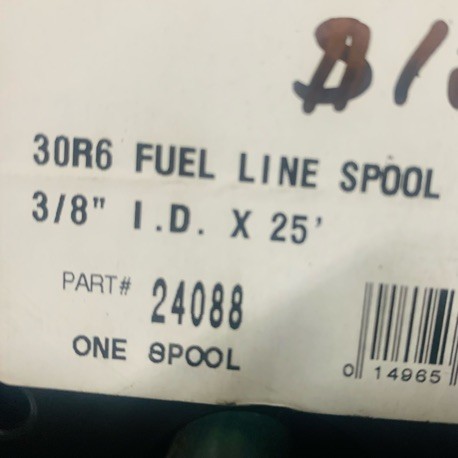 30R6 FUEL LINE SPOOL
3/8" I.D. X 25'
PART# 24088
ONE SPOOL
0 14965